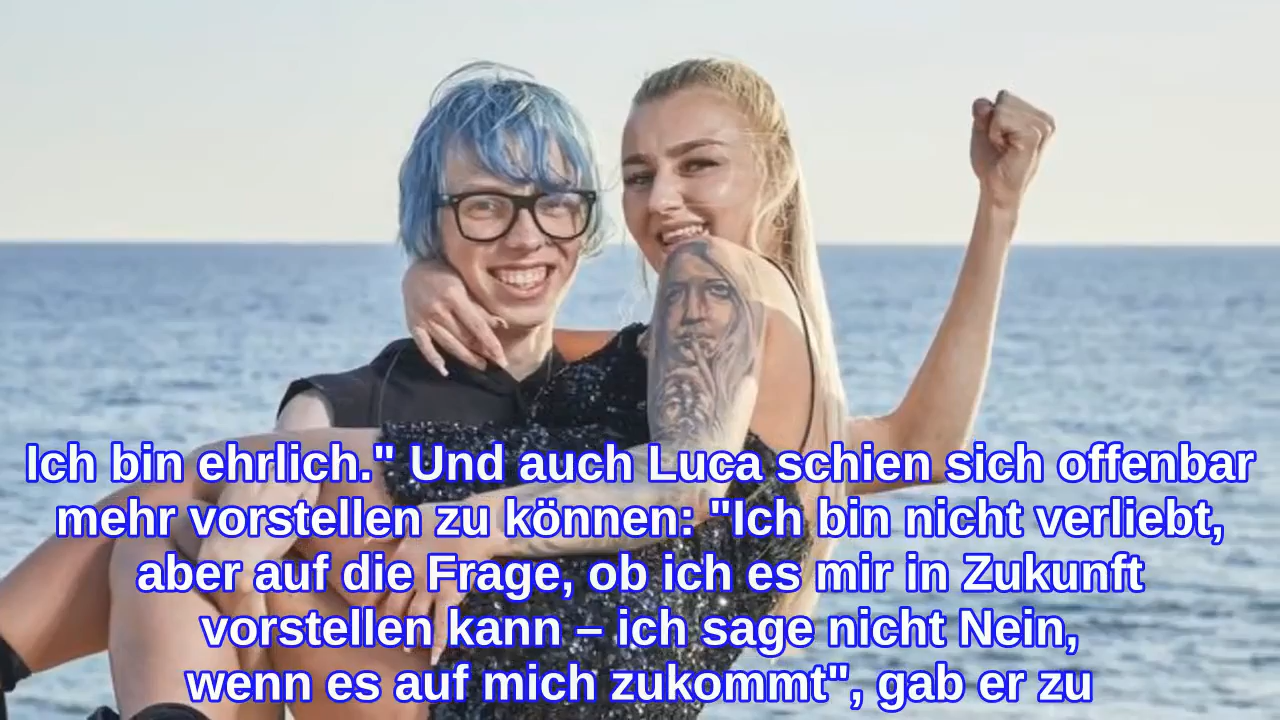 Ich bin ehrlich." Und auch Luca schien sich offenbar
mehr vorstellen zu können: "Ich bin nicht verliebt,
aber auf die Frage, ob ich es mir in Zukunft
vorstellen kann – ich sage nicht Nein,
wenn es auf mich zukommt", gab er zu